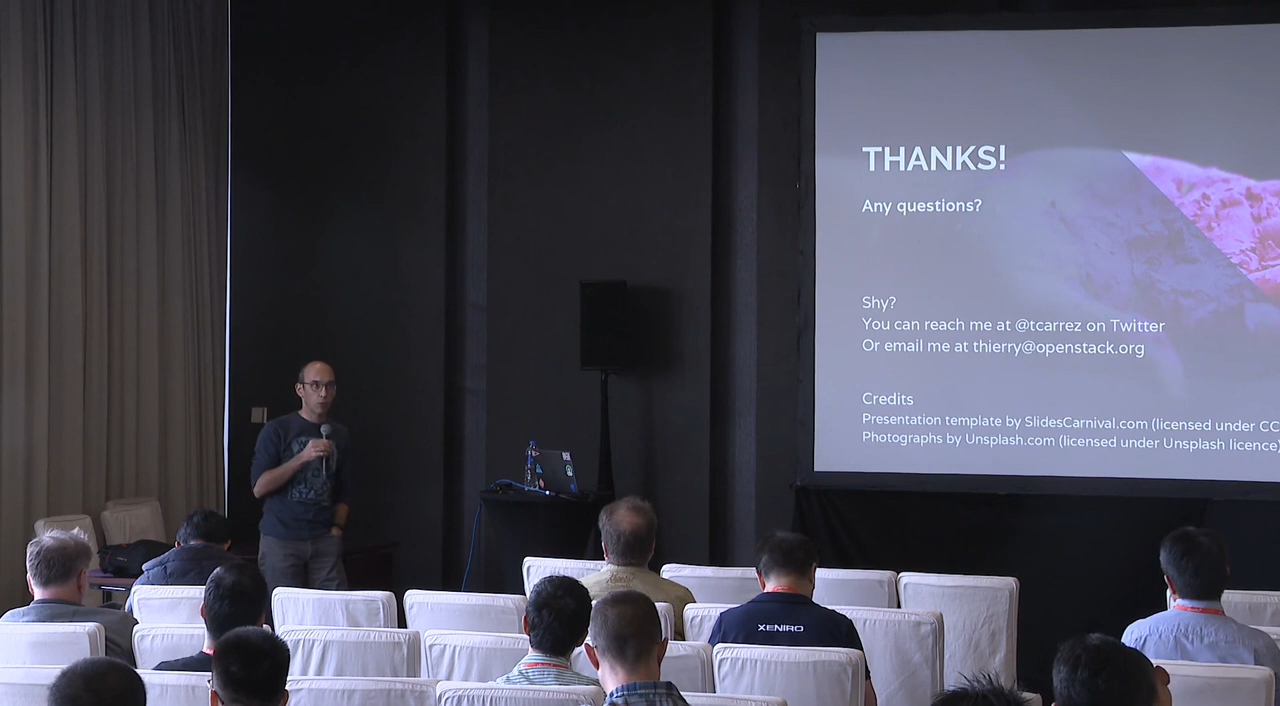 THANKS!
Any questions?
Shy?
You can reach me at @tcarrez on Twitter
Or email me at thierry@openstack.org
Credits
Presentation template by SlidesCarnival.com (licensed under CC
Photographs by Unsplash.com (licensed under Unsplash licence)
XENIRO